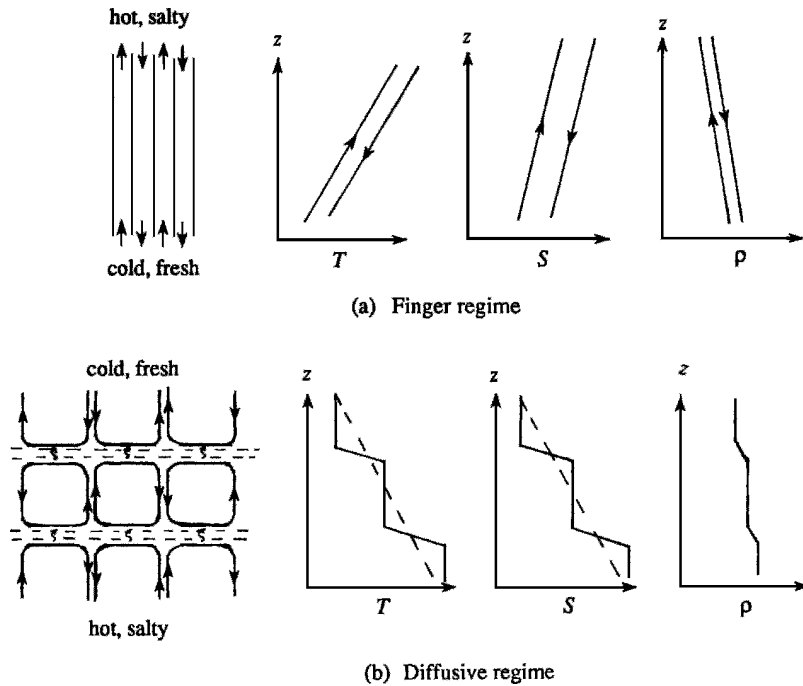 hot, salty
cold, fresh
z
T
z
S
z
ρ
(a) Finger regime
cold, fresh
hot, salty
z
T
z
S
z
ρ
(b) Diffusive regime